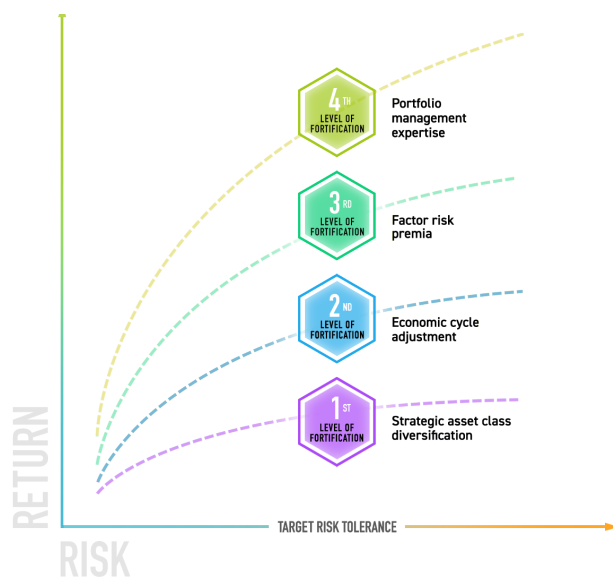 4TH
LEVEL OF
FORTIFICATION
Portfolio
management
expertise
3RD
LEVEL OF
FORTIFICATION
Factor risk
premia
2ND
LEVEL OF
FORTIFICATION
Economic cycle
adjustment
1ST
LEVEL OF
FORTIFICATION
Strategic asset class
diversification
RETURN
TARGET RISK TOLERANCE
RISK